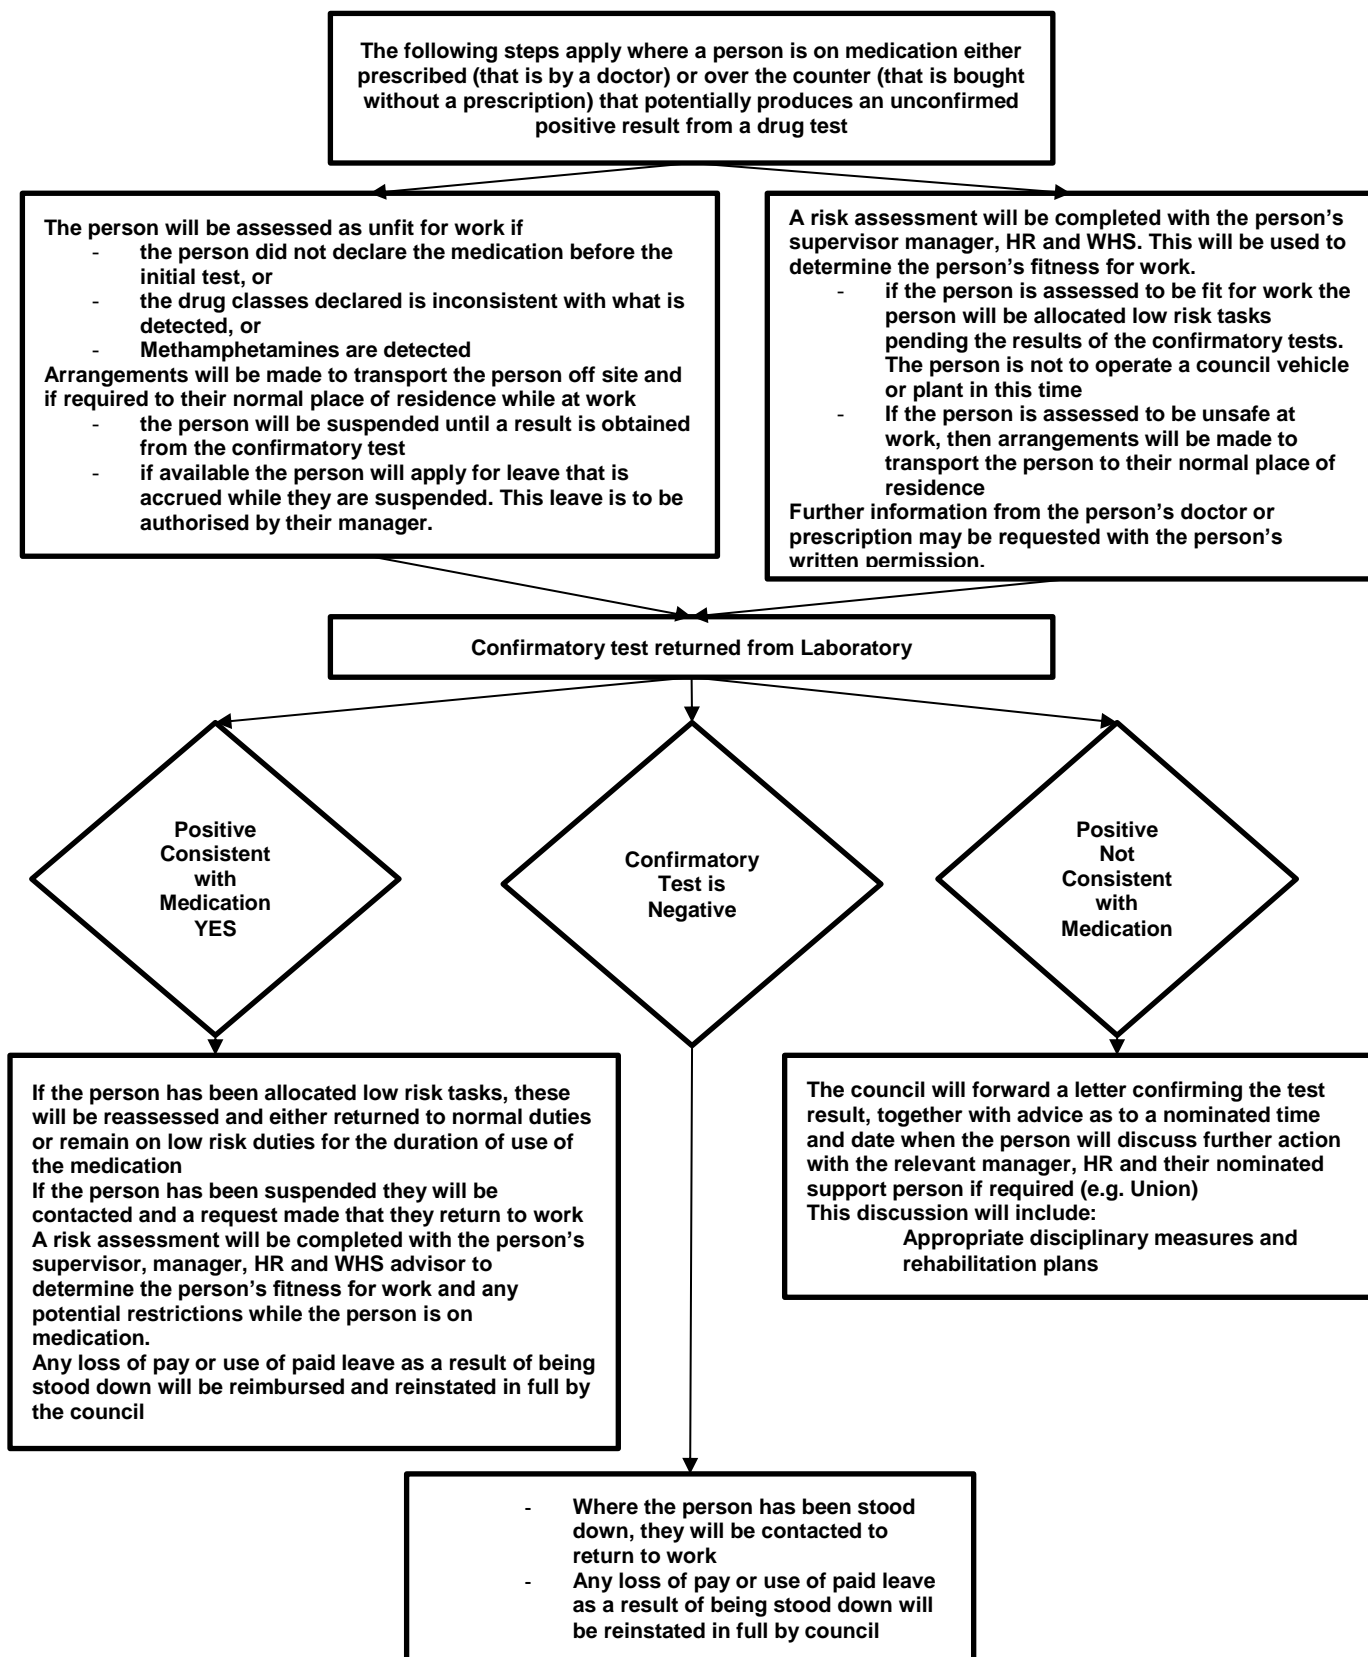 The following steps apply where a person is on medication either
prescribed (that is by a doctor) or over the counter (that is bought
without a prescription) that potentially produces an unconfirmed
positive result from a drug test
The person will be assessed as unfit for work if
- the person did not declare the medication before the
initial test, or
- the drug classes declared is inconsistent with what is
detected, or
- Methamphetamines are detected
Arrangements will be made to transport the person off site and
if required to their normal place of residence while at work
- the person will be suspended until a result is obtained
from the confirmatory test
- if available the person will apply for leave that is
accrued while they are suspended. This leave is to be
authorised by their manager.
A risk assessment will be completed with the person’s
supervisor manager, HR and WHS. This will be used to
determine the person’s fitness for work.
- if the person is assessed to be fit for work the
person will be allocated low risk tasks
pending the results of the confirmatory tests.
The person is not to operate a council vehicle
or plant in this time
- If the person is assessed to be unsafe at
work, then arrangements will be made to
transport the person to their normal place of
residence
Further information from the person’s doctor or
prescription may be requested with the person’s
written permission.
Confirmatory test returned from Laboratory
Positive
Consistent
with
Medication
YES
Confirmatory
Test is
Negative
Positive
Not
Consistent
with
Medication
If the person has been allocated low risk tasks, these
will be reassessed and either returned to normal duties
or remain on low risk duties for the duration of use of
the medication
If the person has been suspended they will be
contacted and a request made that they return to work
A risk assessment will be completed with the person’s
supervisor, manager, HR and WHS advisor to
determine the person’s fitness for work and any
potential restrictions while the person is on
medication.
Any loss of pay or use of paid leave as a result of being
stood down will be reimbursed and reinstated in full by
the council
The council will forward a letter confirming the test
result, together with advice as to a nominated time
and date when the person will discuss further action
with the relevant manager, HR and their nominated
support person if required (e.g. Union)
This discussion will include:
Appropriate disciplinary measures and
rehabilitation plans
- Where the person has been stood
down, they will be contacted to
return to work
- Any loss of pay or use of paid leave
as a result of being stood down will
be reinstated in full by council